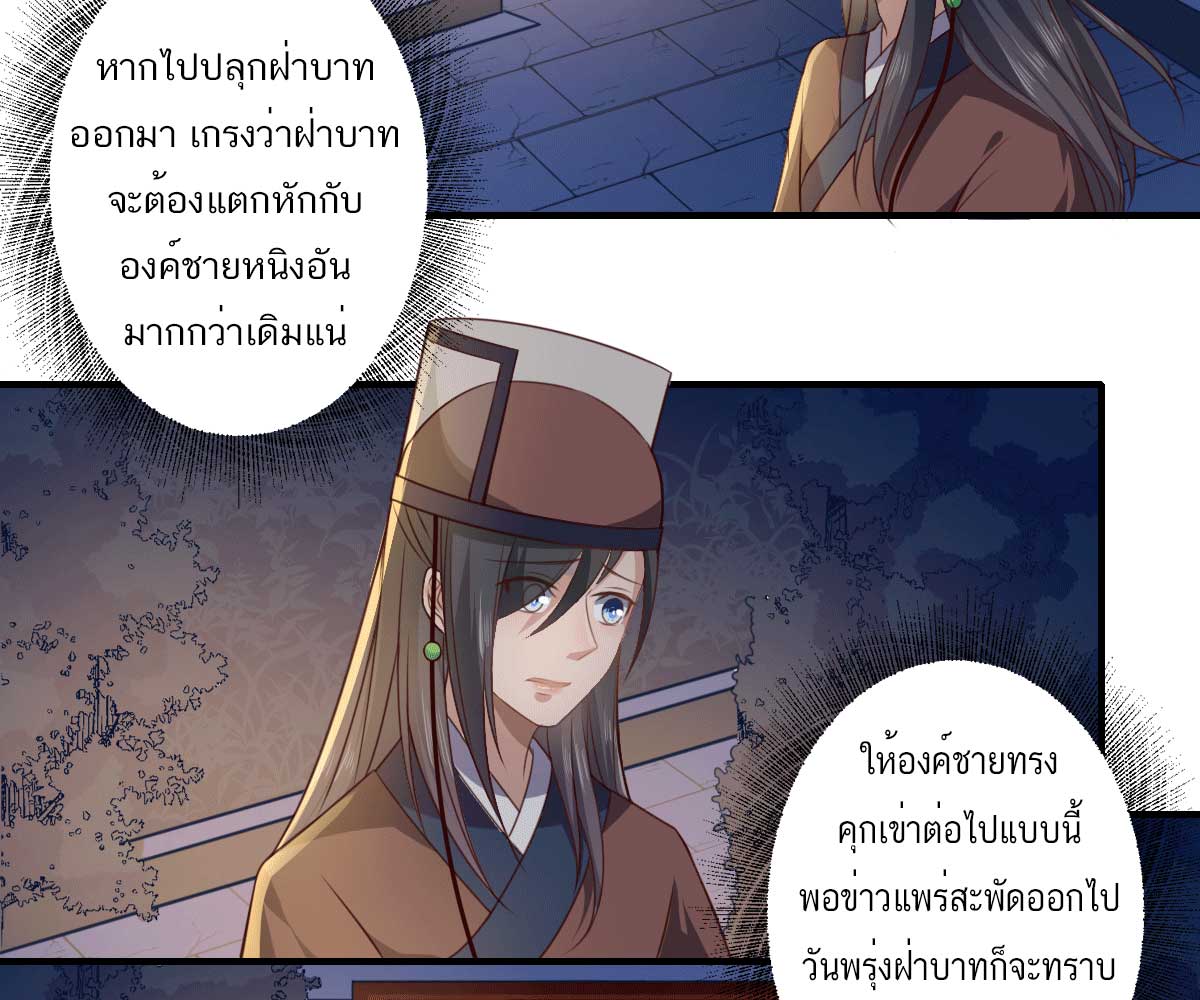 หากไปปลุกฝ่าบาท
ออกมา เกรงว่าฝ่าบาท
จะต้องแตกหักกับ
องค์ชายหนิงอัน
มากกว่าเดิมแน่
ให้องค์ชายทรง
คุกเข่าต่อไปแบบนี้
พอข่าวแพร่สะพัดออกไป
วันพรุ่งฝ่าบาทก็จะทราบ